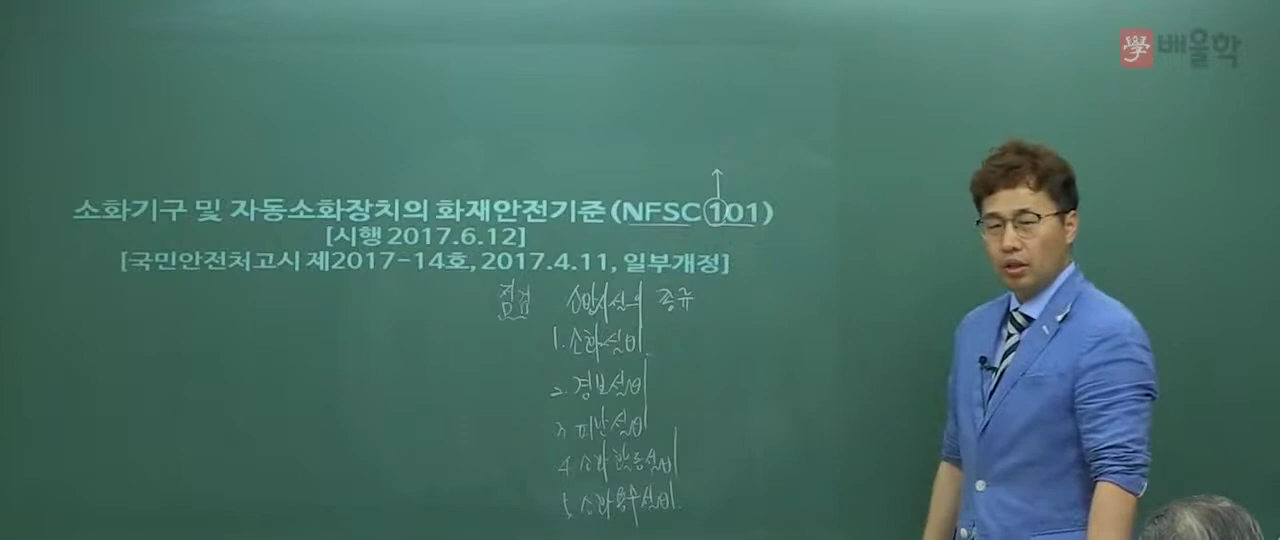 學 배울학
소화기구 및 자동소화장치의 화재안전기준(NFSC 101)
[시행 2017.6.12]
[국민안전처고시 제2017-14호, 2017.4.11, 일부개정]
점검 소방시설의 종류
1. 소화설비
2. 경보설비
3. 피난설비
4. 소화활동설비
5. 소화용수설비